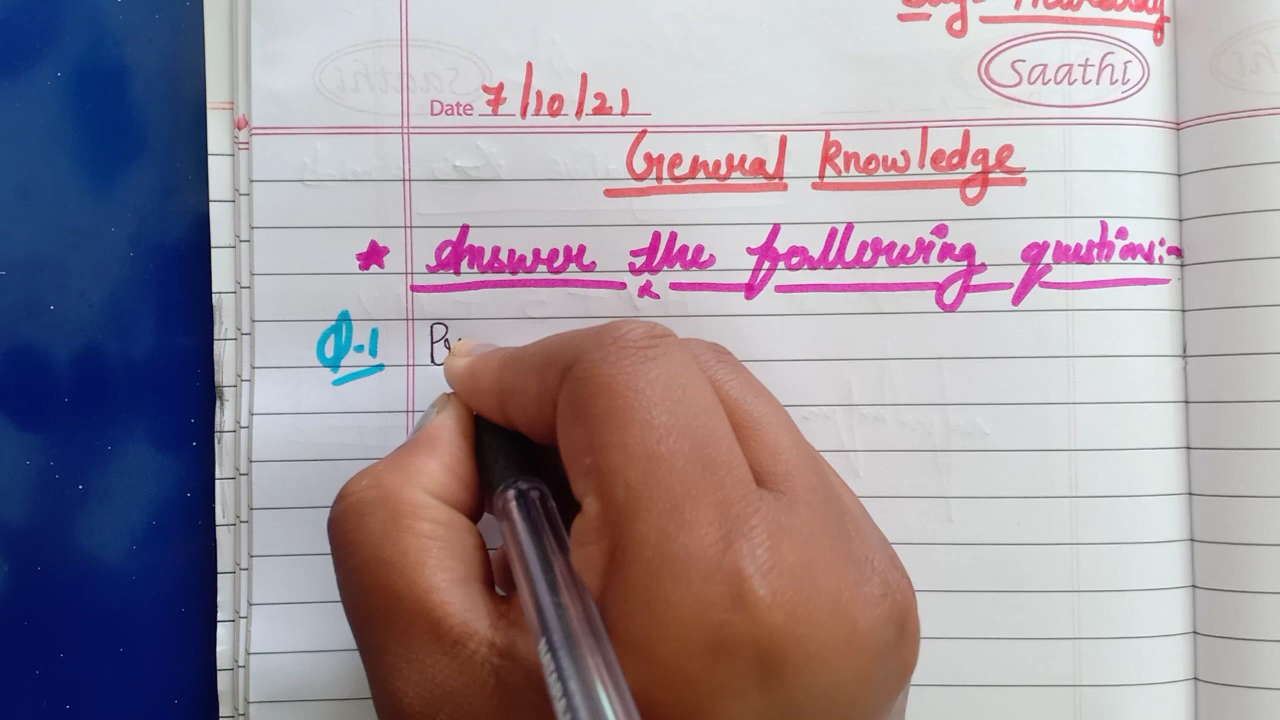 saathi
Date 7/10/21
General knowledge
* Answer the following questions:-
Q.1